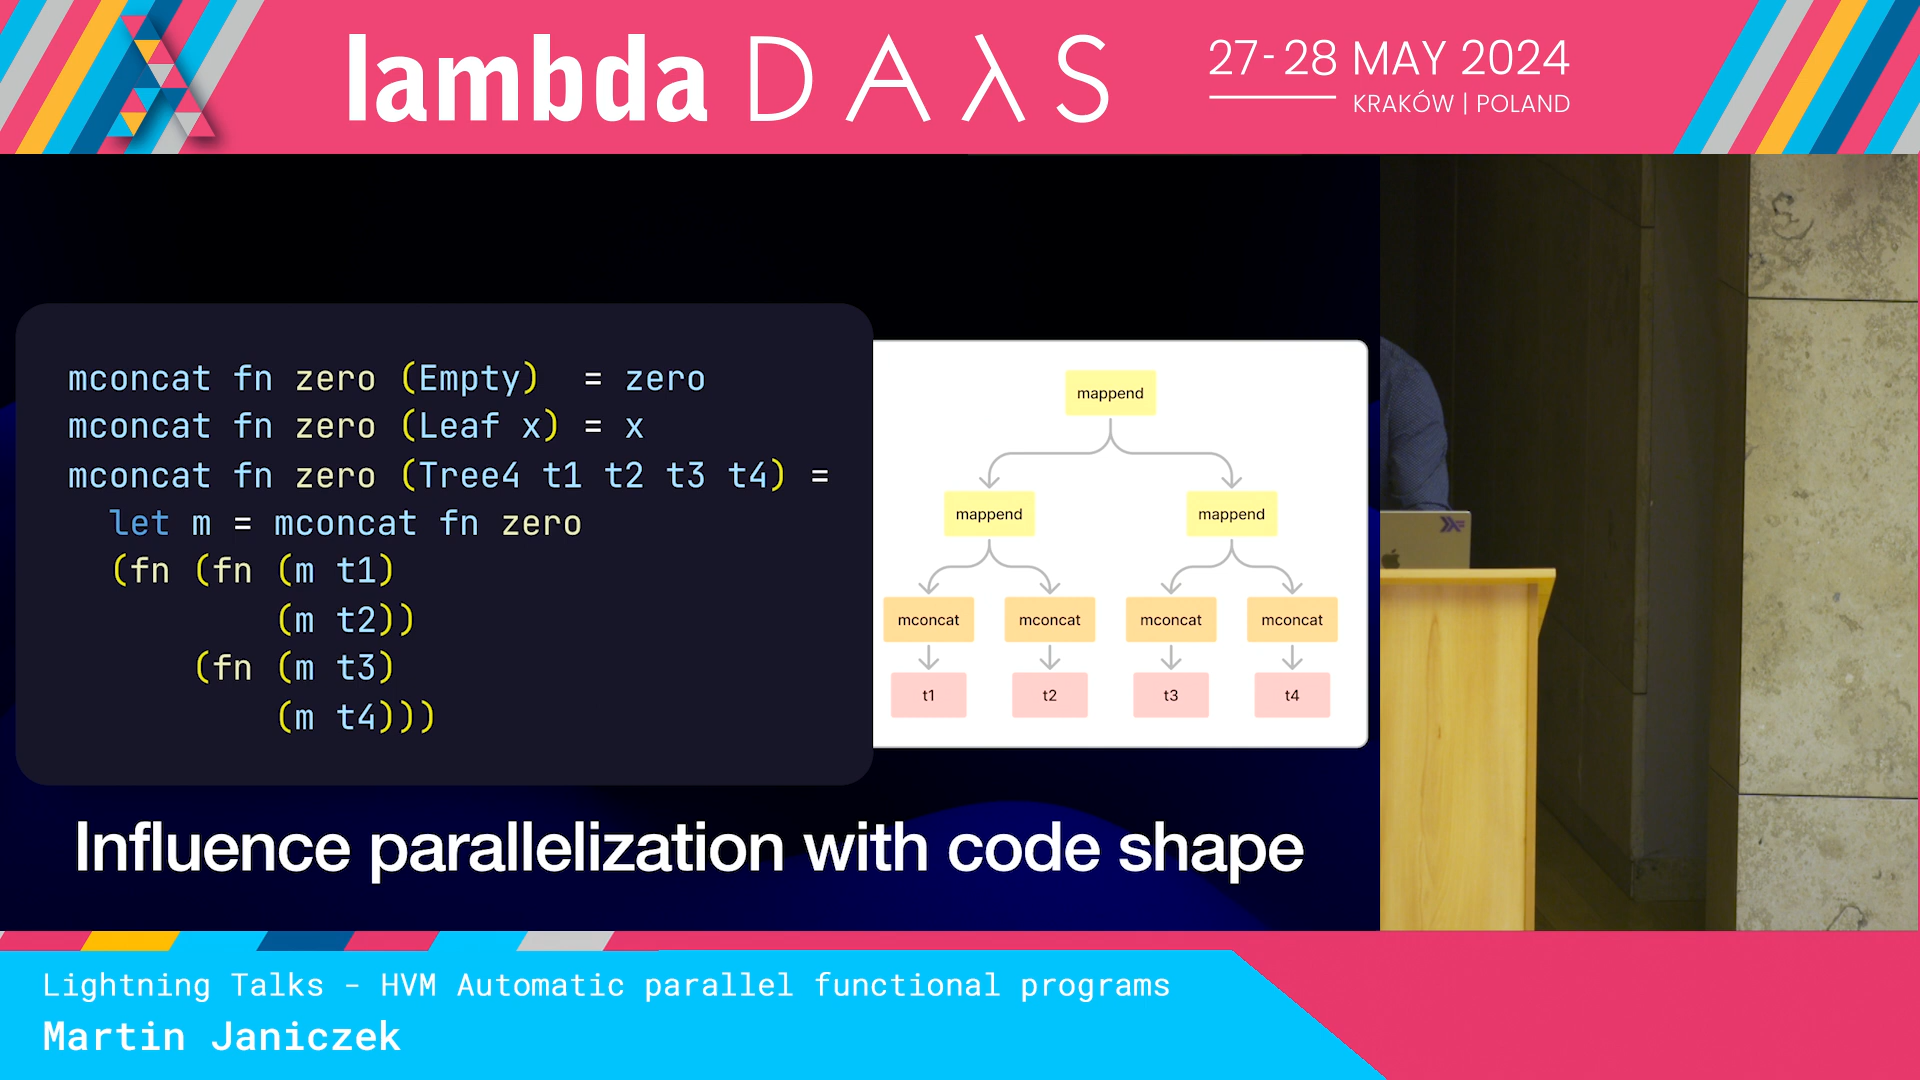 lambda DAλS
27-28 MAY 2024
KRAKÓW | POLAND
mconcat fn zero (Empty)  = zero
mconcat fn zero (Leaf x) = x
mconcat fn zero (Tree4 t1 t2 t3 t4) =
  let m = mconcat fn zero
  (fn (fn (m t1)
          (m t2))
      (fn (m t3)
          (m t4)))
mappend
mappend mappend
mconcat mconcat mconcat mconcat
t1 t2 t3 t4
Influence parallelization with code shape
Lightning Talks - HVM Automatic parallel functional programs
Martin Janiczek